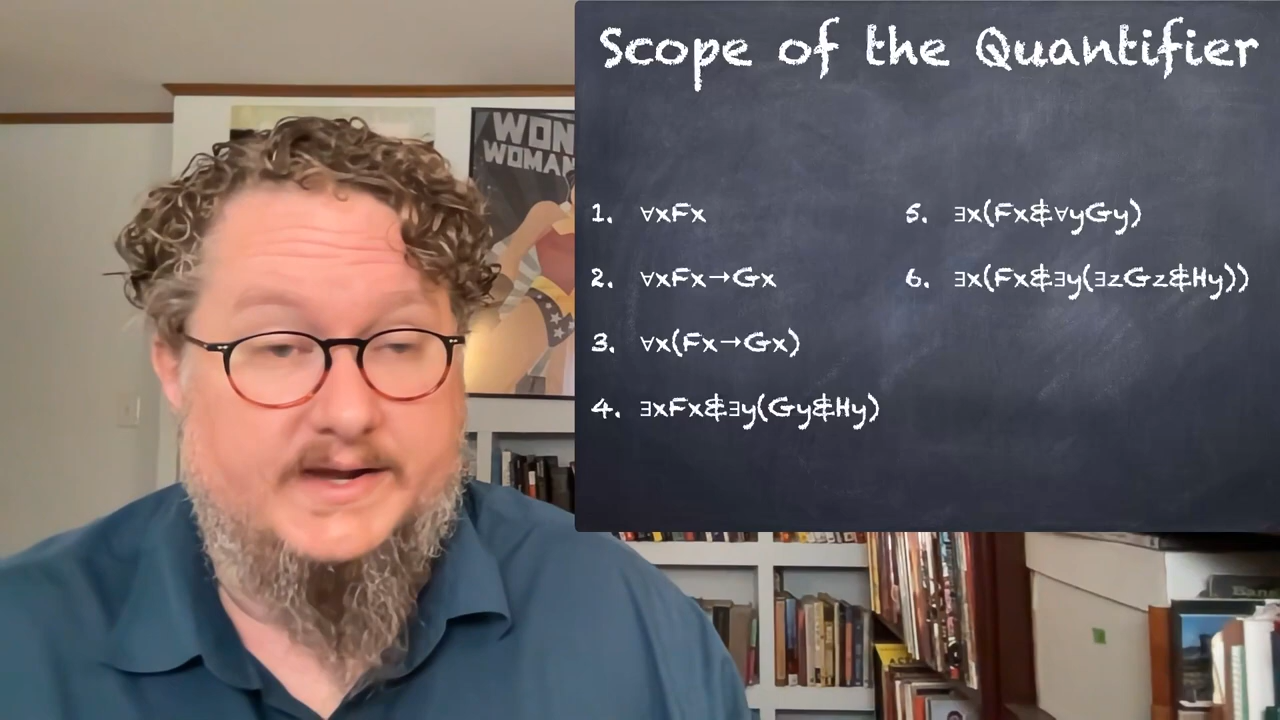 Scope of the Quantifier
1. ∀xFx
2. ∀xFx→Gx
3. ∀x(Fx→Gx)
4. ∃xFx&∃y(Gy&Hy)
5. ∃x(Fx&∀yGy)
6. ∃x(Fx&∃y(∃zGz&Hy))
WON
WOMAN